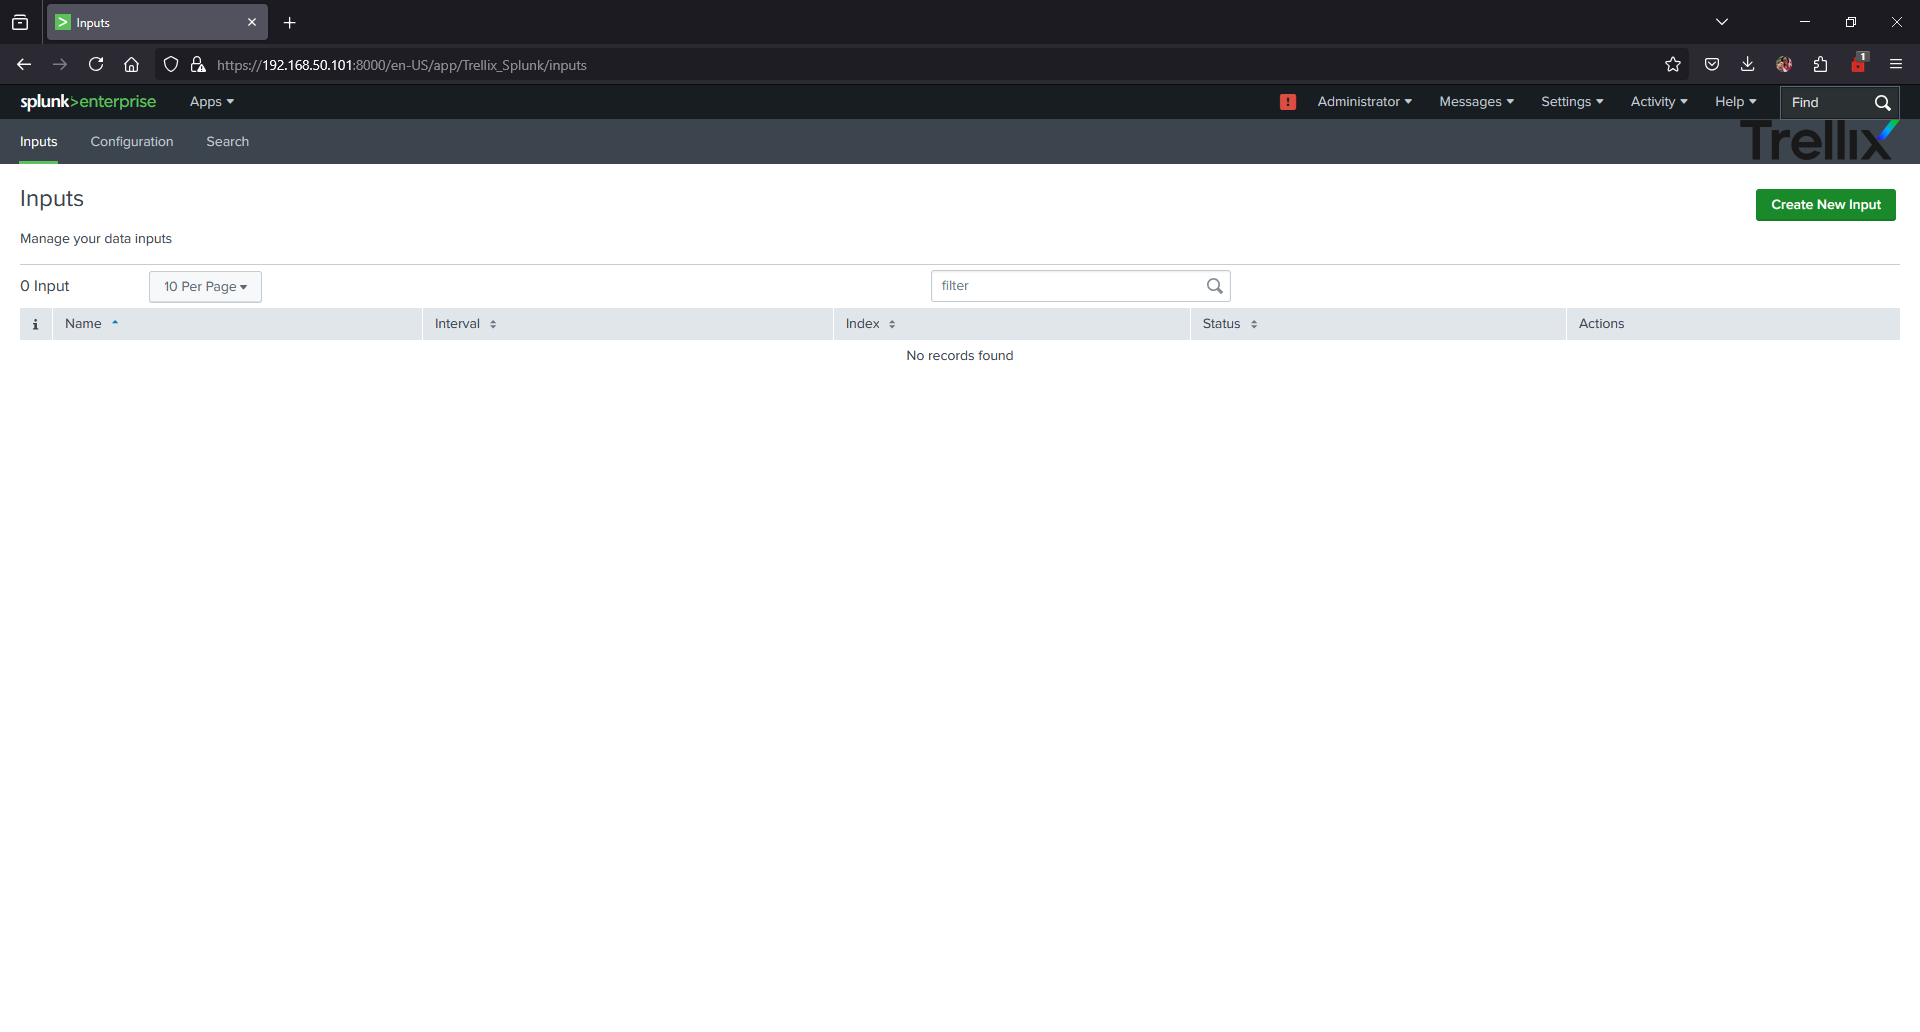 Inputs
https://192.168.50.101:8000/en-US/app/Trellix_Splunk/inputs
1
splunk>enterprise Apps Administrator Messages Settings Activity Help Find
Inputs Configuration Search Trellix
Inputs
Create New Input
Manage your data inputs
0 Input 10 Per Page filter
i Name Interval Index Status Actions
No records found